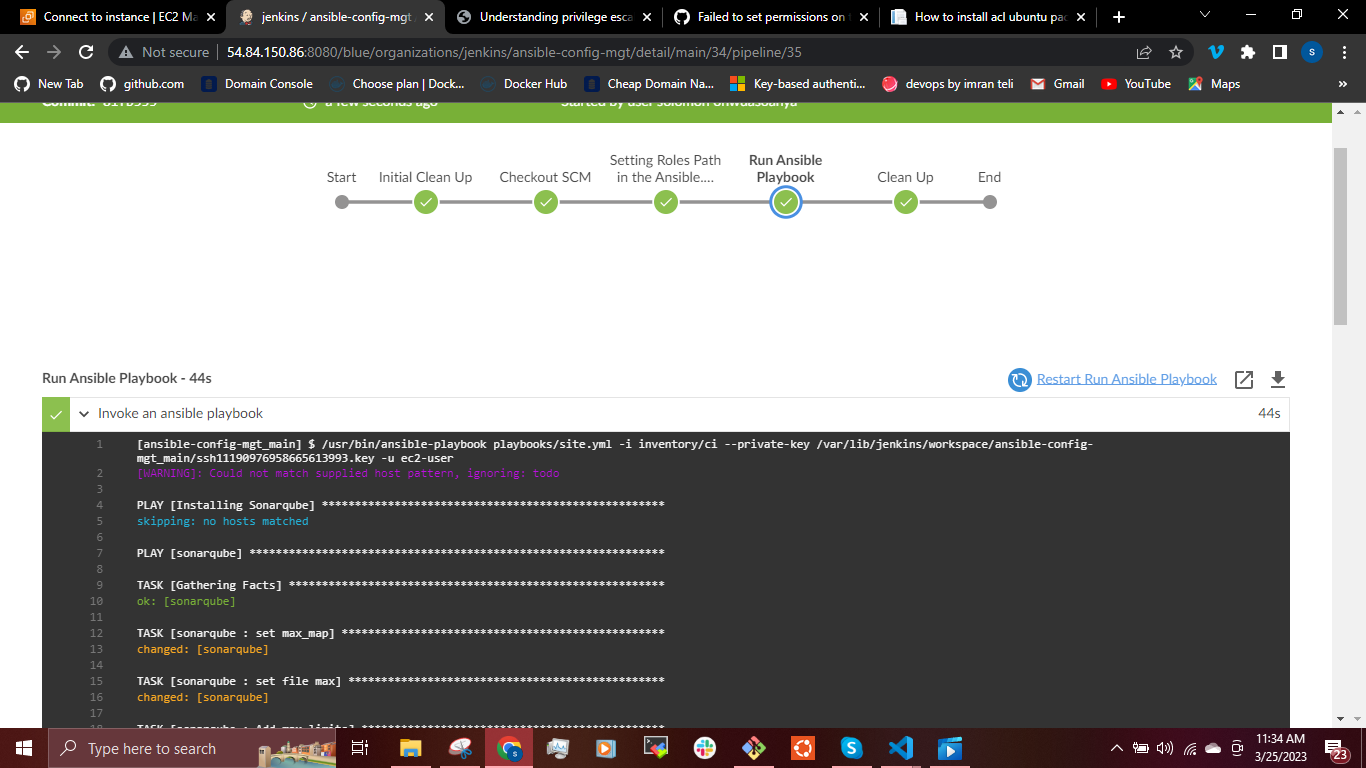 Connect to instance | EC2 Ma
jenkins / ansible-config-mgt
Understanding privilege esca
Failed to set permissions on t
How to install acl ubuntu pac
Not secure
54.84.150.86:8080/blue/organizations/jenkins/ansible-config-mgt/detail/main/34/pipeline/35
s
New Tab
github.com
Domain Console
Choose plan | Dock...
Docker Hub
Cheap Domain Na...
Key-based authenti...
devops by imran teli
Gmail
YouTube
Maps
»
a few seconds ago
Start
Initial Clean Up
Checkout SCM
Setting Roles Path
in the Ansible....
Run Ansible
Playbook
Clean Up
End
Run Ansible Playbook - 44s
Restart Run Ansible Playbook
Invoke an ansible playbook
44s
1 [ansible-config-mgt_main] $ /usr/bin/ansible-playbook playbooks/site.yml -i inventory/ci --private-key /var/lib/jenkins/workspace/ansible-config-
mgt_main/ssh11190976958665613993.key -u ec2-user
2 [WARNING]: Could not match supplied host pattern, ignoring: todo
3
4 PLAY [Installing Sonarqube] ****************************************************
5 skipping: no hosts matched
6
7 PLAY [sonarqube] ***************************************************************
8
9 TASK [Gathering Facts] *********************************************************
10 ok: [sonarqube]
11
12 TASK [sonarqube : set max_map] *************************************************
13 changed: [sonarqube]
14
15 TASK [sonarqube : set file max] ************************************************
16 changed: [sonarqube]
17
Type here to search
11:34 AM
3/25/2023
23